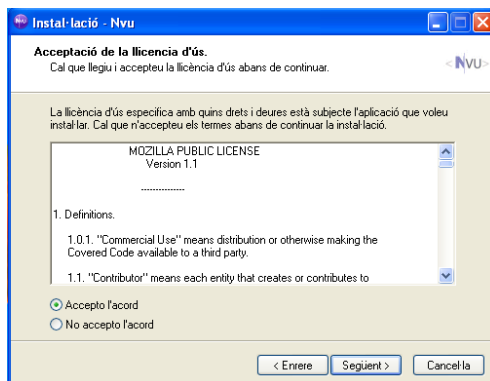 Instal·lació - Nvu
Acceptació de la llicencia d'ús.
Cal que llegiu i accepteu la llicència d'ús abans de continuar.
<NVU>
La llicència d'ús especifica amb quins drets i deures està subjecte l'aplicació que voleu
instal·lar. Cal que n'accepteu els termes abans de continuar la instal·lació.
MOZILLA PUBLIC LICENSE
Version 1.1
---------------
1. Definitions.
1.0.1. "Commercial Use" means distribution or otherwise making the
Covered Code available to a third party.
1.1. "Contributor" means each entity that creates or contributes to
Accepto l'acord
No accepto l'acord
< Enrere
Següent >
Cancel·la